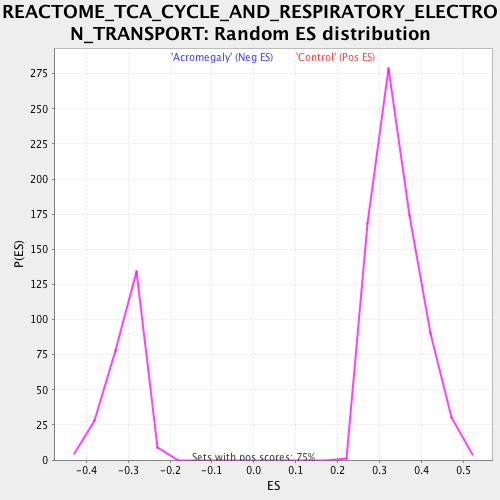 REACTOME_TCA_CYCLE_AND_RESPIRATORY_ELECTRO
N_TRANSPORT: Random ES distribution
'Acromegaly' (Neg ES) 'Control' (Pos ES)
275
250
225
200
175
150
125
100
75
50
25
0
P(ES)
Sets with pos scores: 75%
-0.4 -0.3 -0.2 -0.1 0.0 0.1 0.2 0.3 0.4 0.5
ES